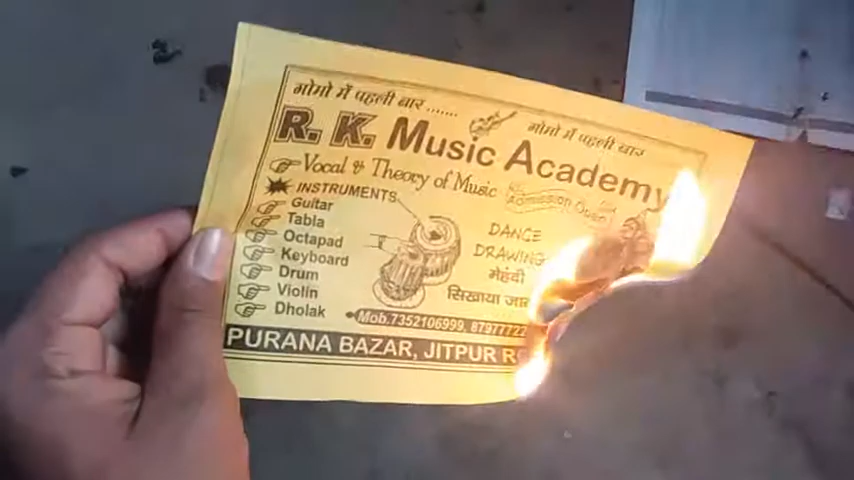 गोमो में पहली बार ....... गोमो में पहली बार
R. K. Music Academy
Vocal & Theory of Music
Admission Open
INSTRUMENTS
Guitar
Tabla
Octapad
Keyboard
Drum
Violin
Dholak
DANCE
DRAWING
मेहंदी
सिखाया
Mob.7352106099
PURANA BAZAR, JITPUR